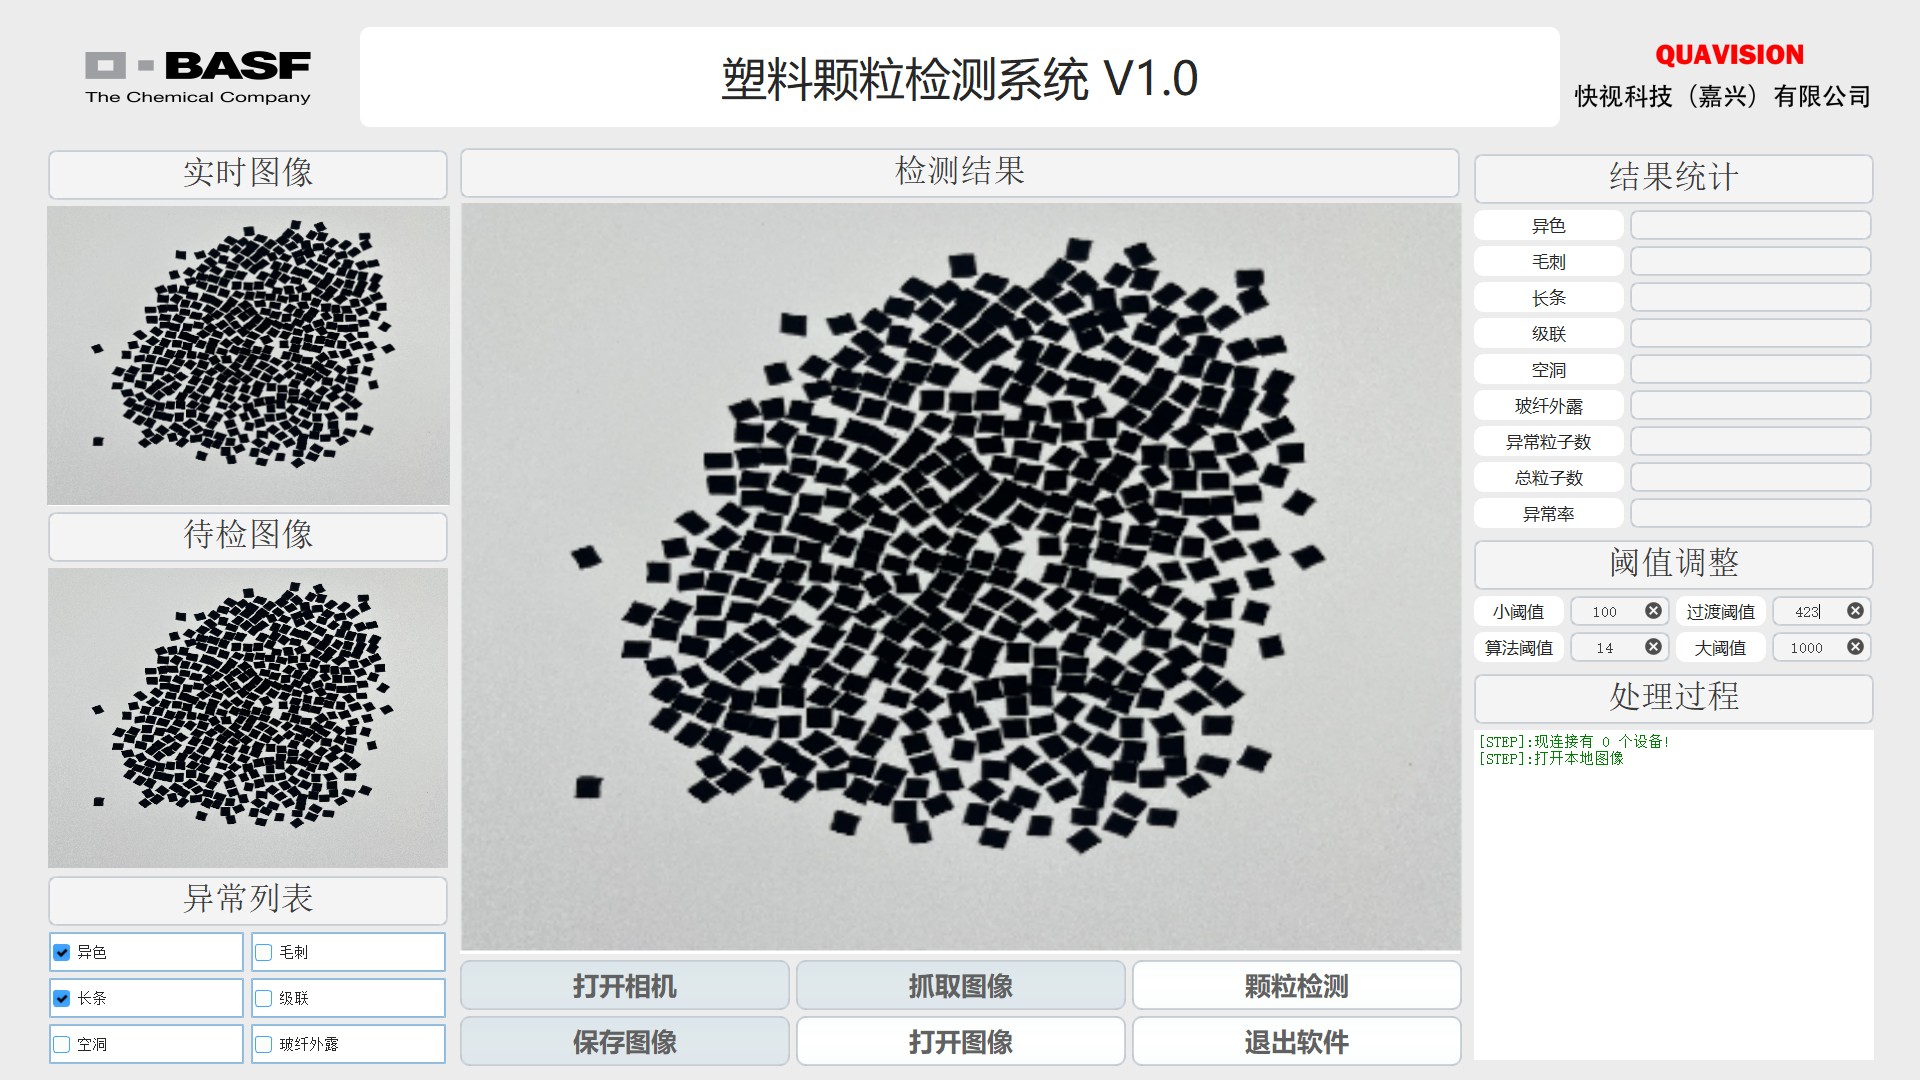 BASF
The Chemical Company
塑料颗粒检测系统 V1.0
QUAVISION
快视科技（嘉兴）有限公司
实时图像
待检图像
异常列表
异色
毛刺
长条
级联
空洞
玻纤外露
检测结果
打开相机
抓取图像
颗粒检测
保存图像
打开图像
退出软件
结果统计
异色
毛刺
长条
级联
空洞
玻纤外露
异常粒子数
总粒子数
异常率
阈值调整
小阈值 100 过渡阈值 423
算法阈值 14 大阈值 1000
处理过程
[STEP]:现连接有 0 个设备!
[STEP]:打开本地图像